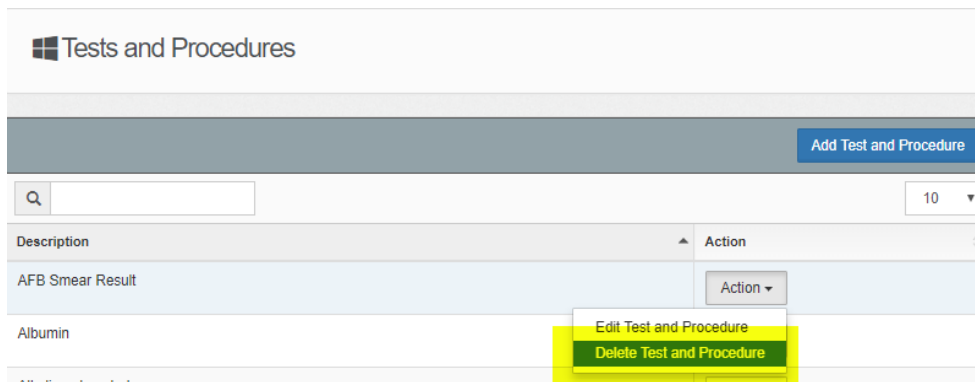 Tests and Procedures
Add Test and Procedure
10
Description Action
AFB Smear Result Action
Albumin
Edit Test and Procedure
Delete Test and Procedure